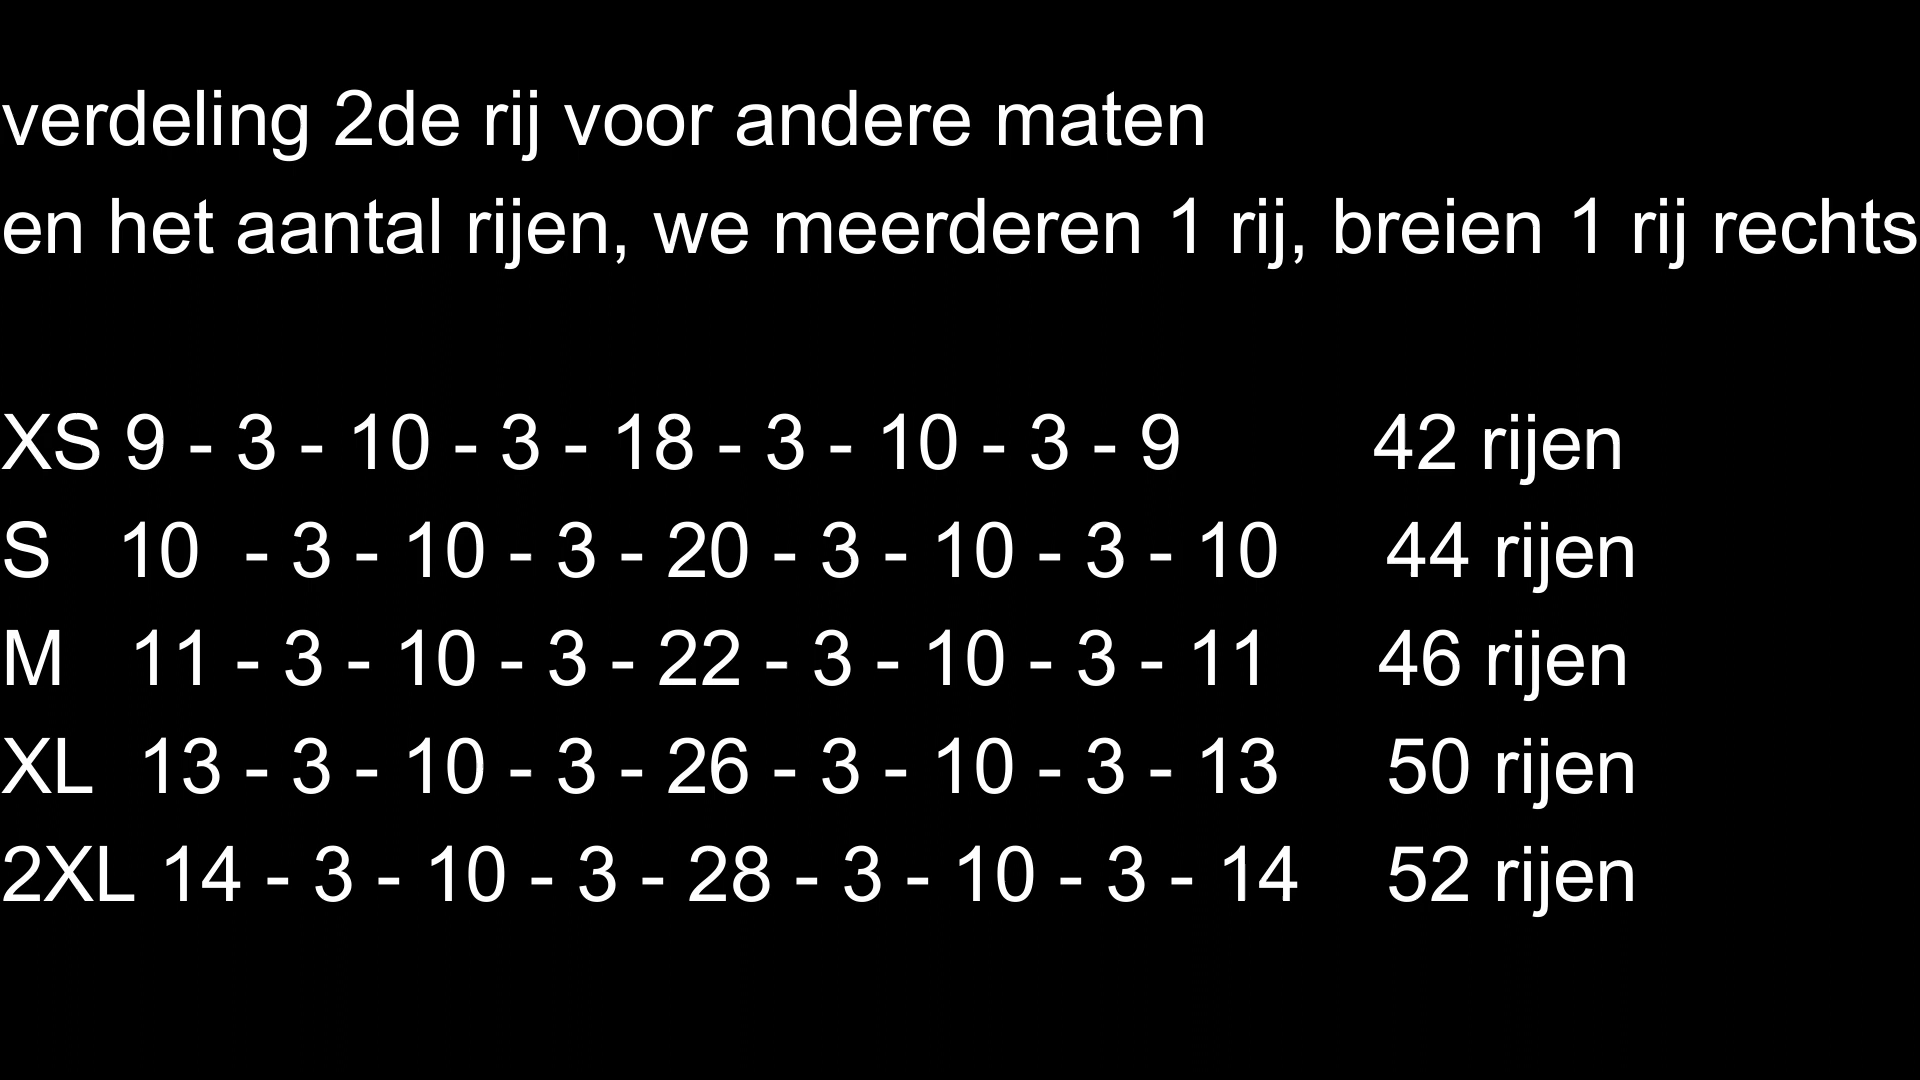 verdeling 2de rij voor andere maten
en het aantal rijen, we meerderen 1 rij, breien 1 rij rechts
XS 9 - 3 - 10 - 3 - 18 - 3 - 10 - 3 - 9 42 rijen
S 10 - 3 - 10 - 3 - 20 - 3 - 10 - 3 - 10 44 rijen
M 11 - 3 - 10 - 3 - 22 - 3 - 10 - 3 - 11 46 rijen
XL 13 - 3 - 10 - 3 - 26 - 3 - 10 - 3 - 13 50 rijen
2XL 14 - 3 - 10 - 3 - 28 - 3 - 10 - 3 - 14 52 rijen